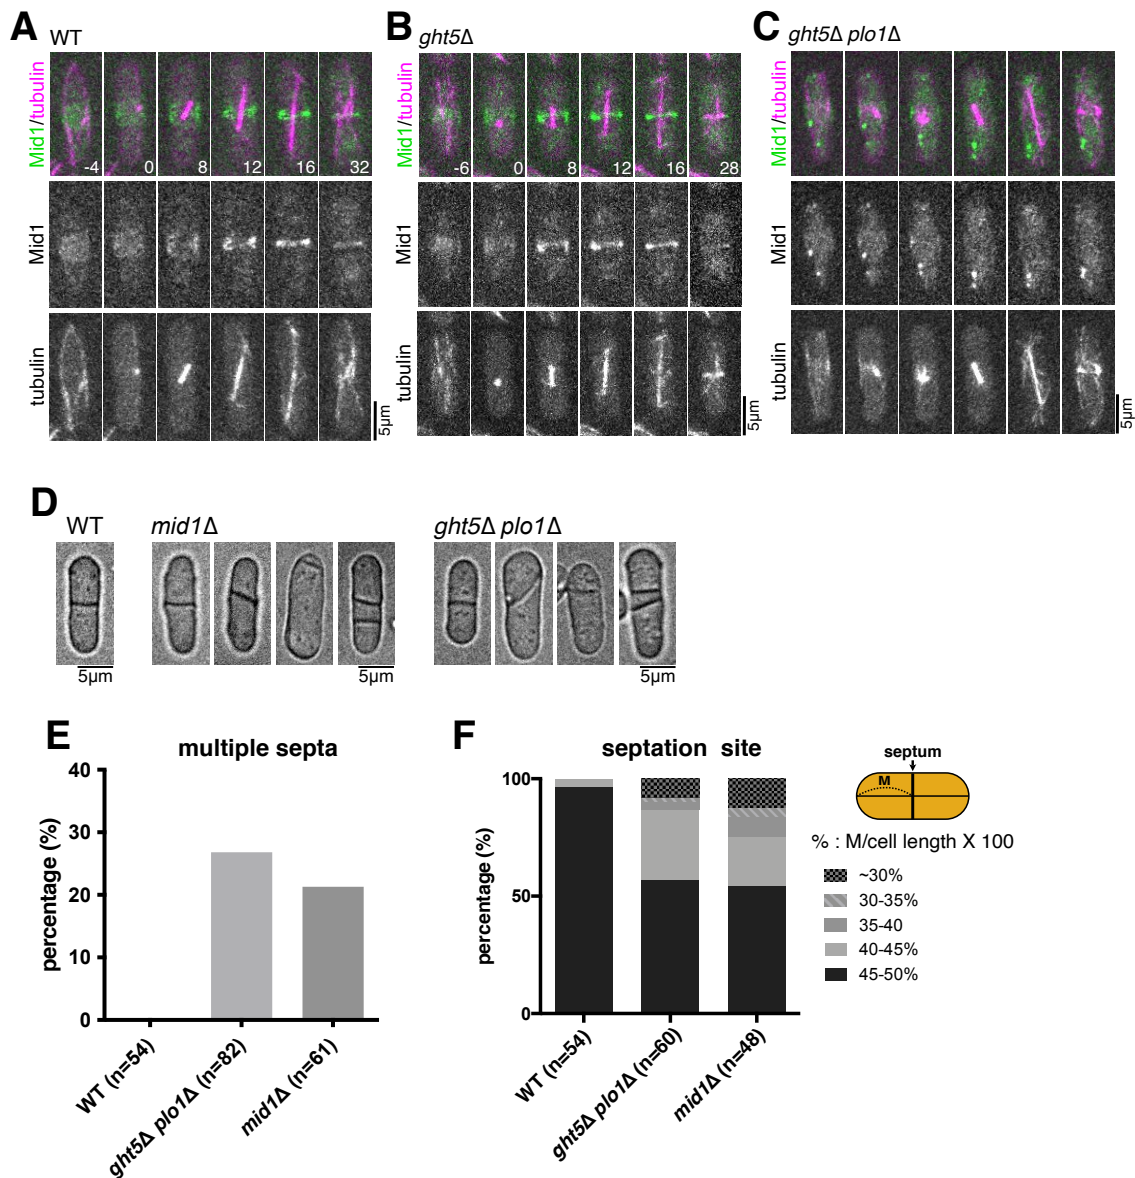 A
WT
B
ght5Δ
C
ght5Δ plo1Δ
Mid1/tubulin
-4
0
8
12
16
32
Mid1
tubulin
5µm
Mid1/tubulin
-6
0
8
12
16
28
Mid1
tubulin
5µm
Mid1/tubulin
Mid1
tubulin
5µm
D
WT
mid1Δ
ght5Δ plo1Δ
5µm
5µm
5µm
E
multiple septa
percentage (%)
40
30
20
10
0
WT (n=54)
ght5Δ plo1Δ (n=82)
mid1Δ (n=61)
F
septation site
percentage (%)
100
50
0
WT (n=54)
ght5Δ plo1Δ (n=60)
mid1Δ (n=48)
septum
M
% : M/cell length X 100
~30%
30-35%
35-40
40-45%
45-50%